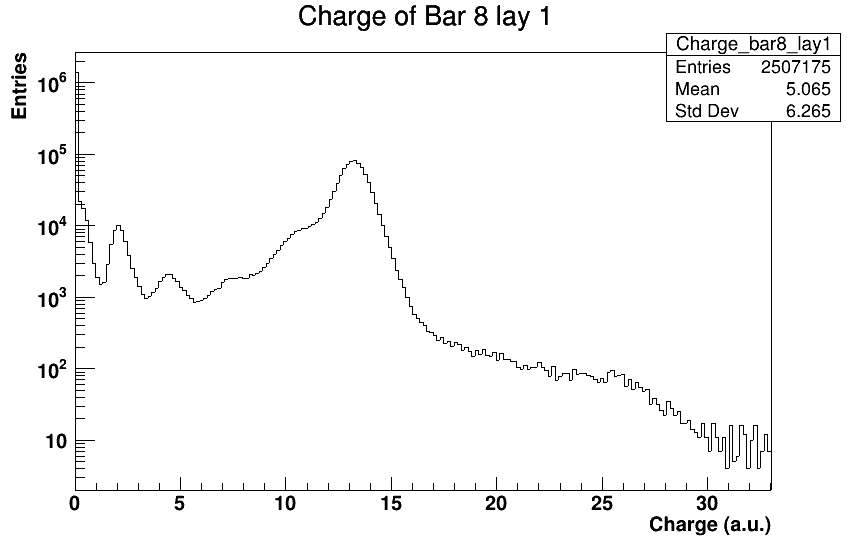 Charge of Bar 8 lay 1
Charge_bar8_lay1
Entries 2507175
Mean 5.065
Std Dev 6.265
Entries
10^6
10^5
10^4
10^3
10^2
10
0 5 10 15 20 25 30
Charge (a.u.)